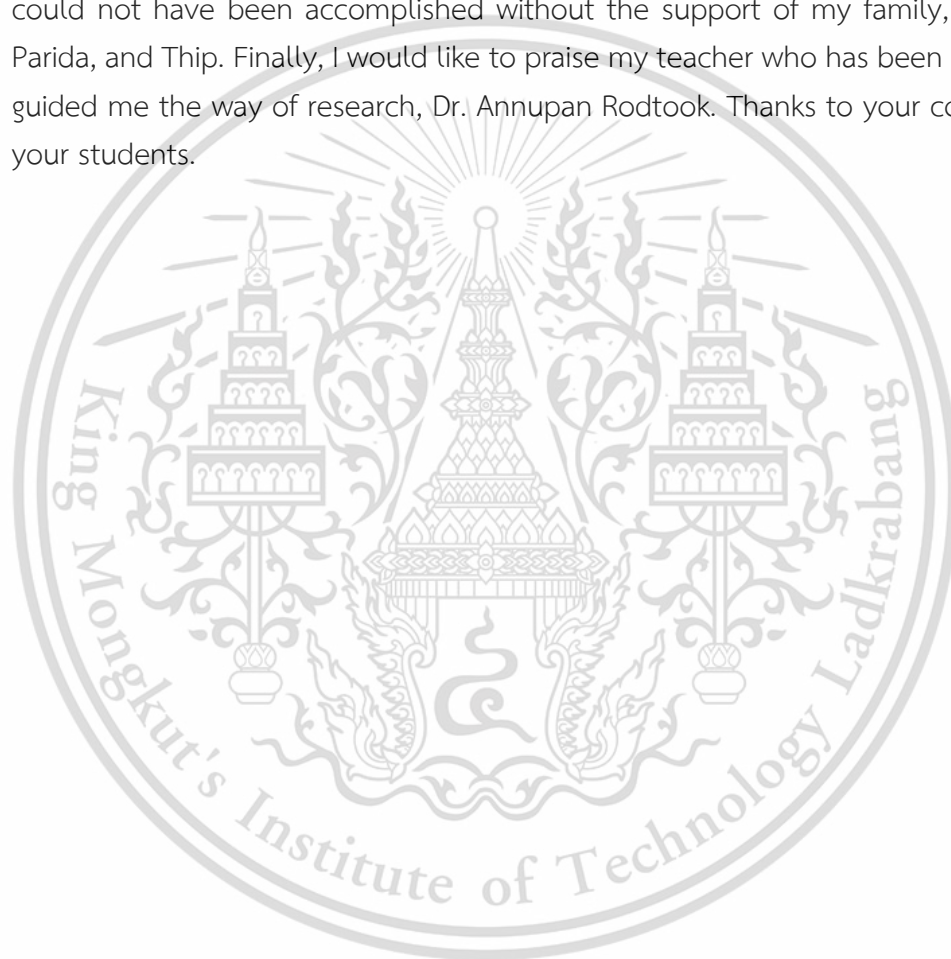 could not have been accomplished without the support of my family,
Parida, and Thip. Finally, I would like to praise my teacher who has been
guided me the way of research, Dr. Annupan Rodtook. Thanks to your
your students.
King Mongkut's Institute of Technology Ladkrabang